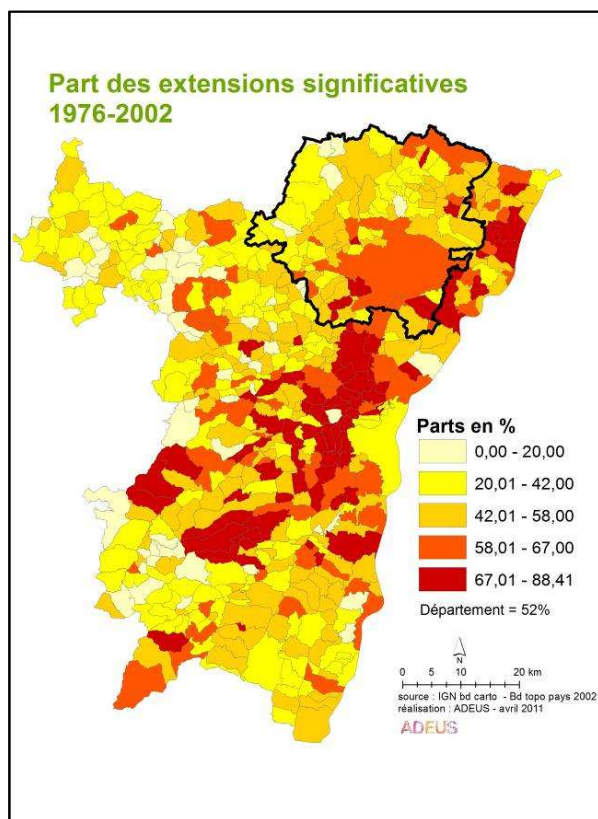 Part des extensions significatives
1976-2002
Parts en %
0,00 - 20,00
20,01 - 42,00
42,01 - 58,00
58,01 - 67,00
67,01 - 88,41
Département = 52%
N
0 5 10 20 km
source : IGN bd carto - Bd topo pays 2002
réalisation : ADEUS - avril 2011
ADEUS